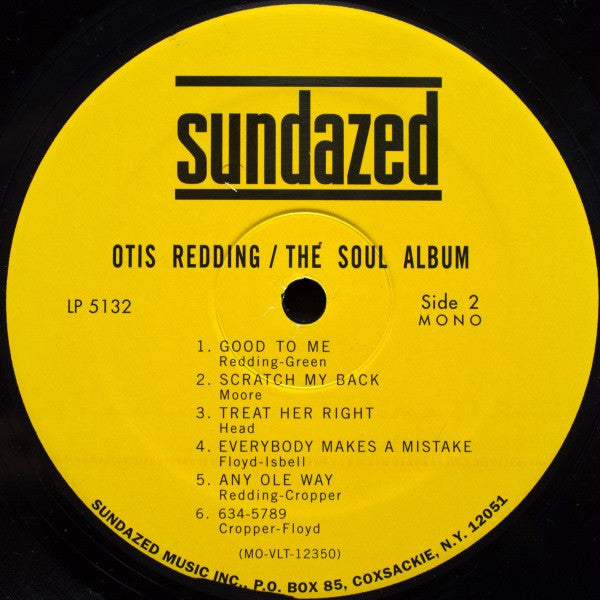 sundazed
OTIS REDDING / THE SOUL ALBUM
LP 5132
Side 2
MONO
1. GOOD TO ME
Redding-Green
2. SCRATCH MY BACK
Moore
3. TREAT HER RIGHT
Head
4. EVERYBODY MAKES A MISTAKE
Floyd-Isbell
5. ANY OLE WAY
Redding-Cropper
6. 634-5789
Cropper-Floyd
(MO-VLT-12350)
SUNDAZED MUSIC INC., P.O. BOX 85, COXSACKIE, N.Y. 12051